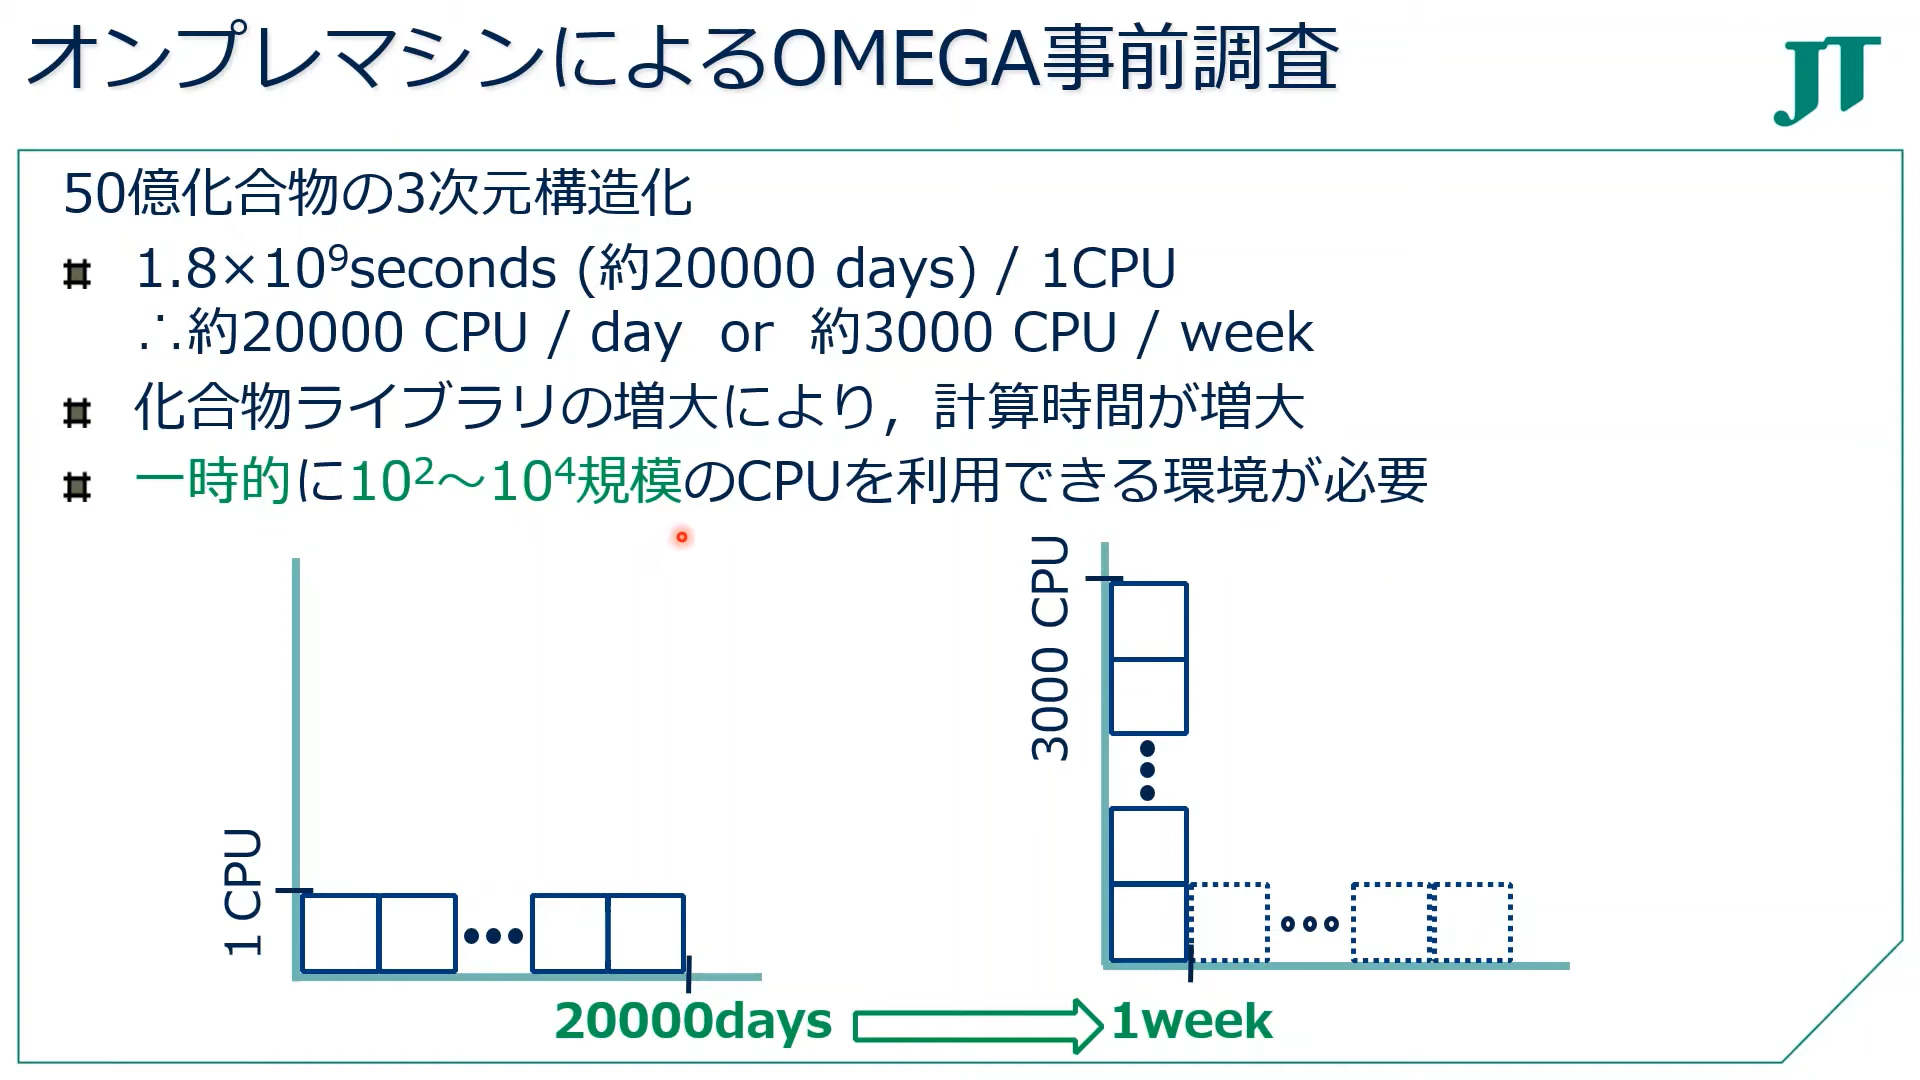 オンプレマシンによるOMEGA事前調査
JT
50億化合物の3次元構造化
1.8×10⁹seconds (約20000 days) / 1CPU
∴約20000 CPU / day or 約3000 CPU / week
化合物ライブラリの増大により，計算時間が増大
一時的に10²～10⁴規模のCPUを利用できる環境が必要
1 CPU
20000days
3000 CPU
1week